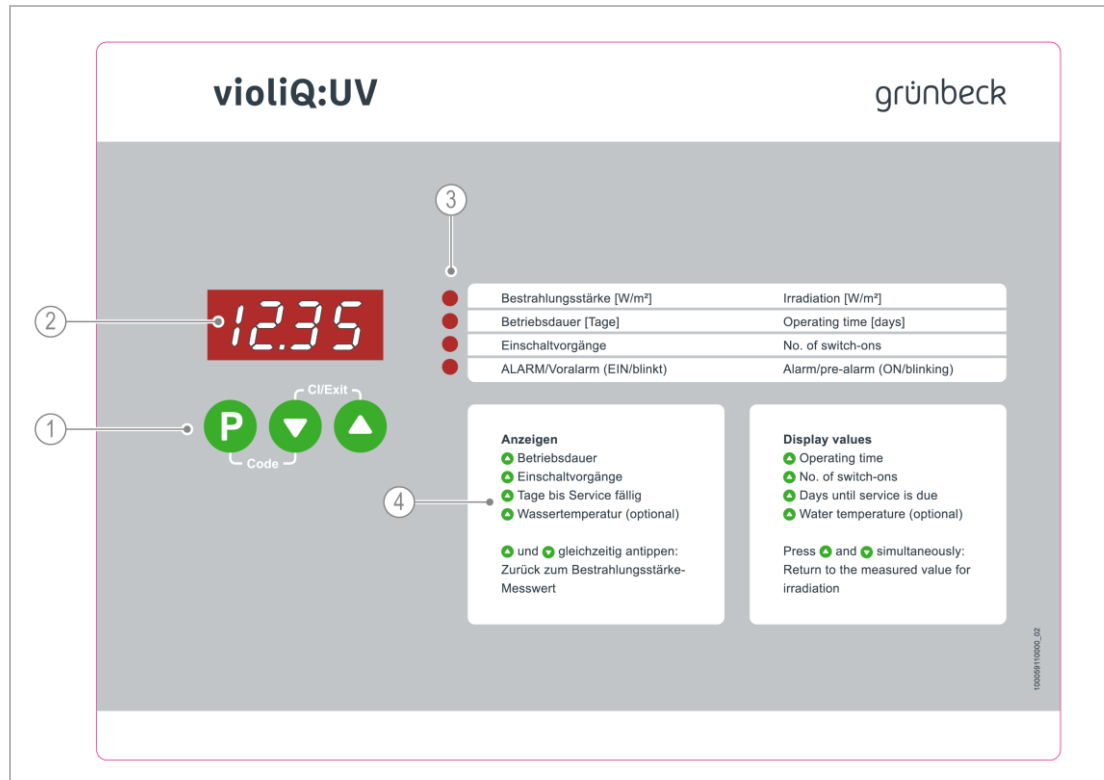 violiQ:UV
grünbeck
3
2
12.35
Bestrahlungsstärke [W/m²] Irradiation [W/m²]
Betriebsdauer [Tage] Operating time [days]
Einschaltvorgänge No. of switch-ons
ALARM/Voralarm (EIN/blinkt) Alarm/pre-alarm (ON/blinking)
Cl/Exit
1
P
Code
4
Anzeigen
Betriebsdauer
Einschaltvorgänge
Tage bis Service fällig
Wassertemperatur (optional)
und gleichzeitig antippen:
Zurück zum Bestrahlungsstärke-
Messwert
Display values
Operating time
No. of switch-ons
Days until service is due
Water temperature (optional)
Press and simultaneously:
Return to the measured value for
irradiation
100059110000_02